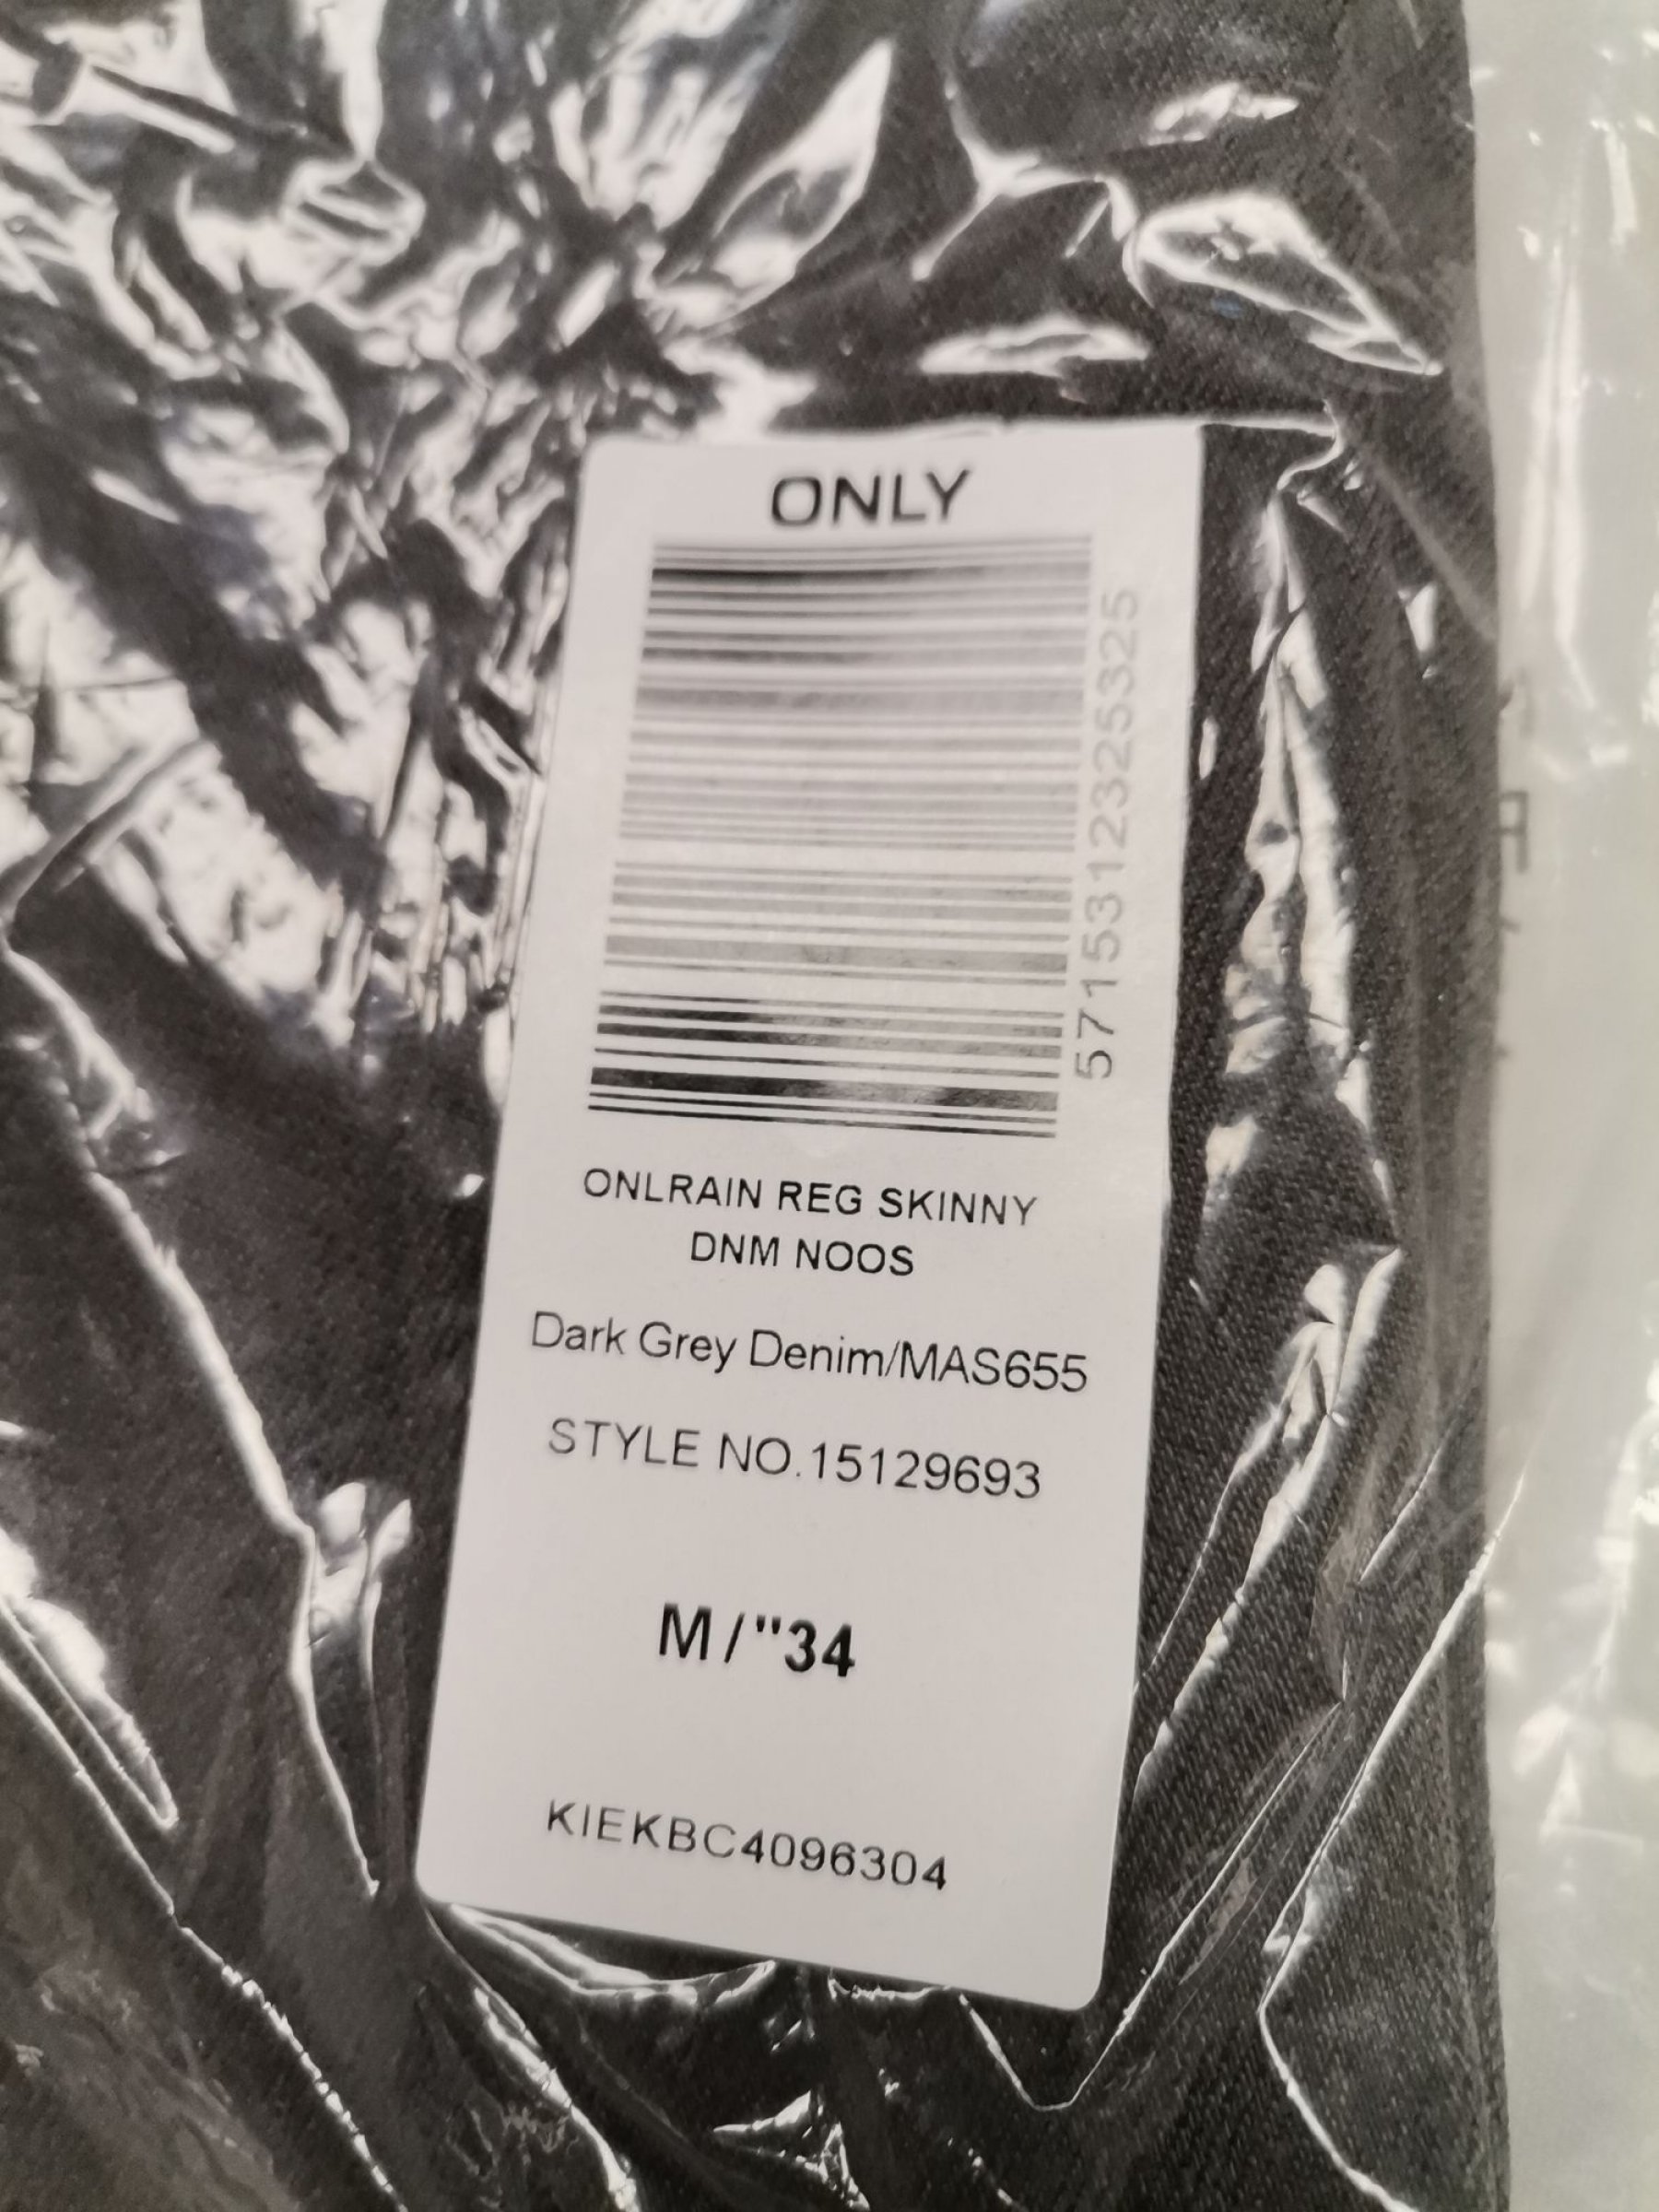 ONLY
5715312325325
ONLRAIN REG SKINNY
DNM NOOS
Dark Grey Denim/MAS655
STYLE NO.15129693
M/"34
KIEKBC4096304